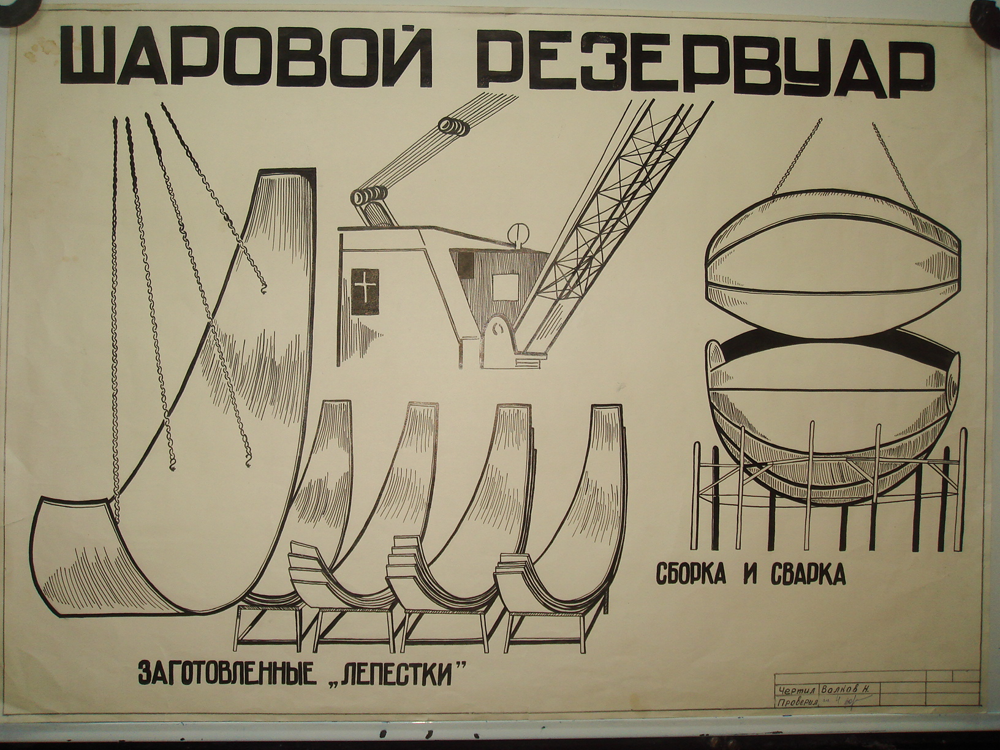 ШАРОВОЙ РЕЗЕРВУАР
СБОРКА И СВАРКА
ЗАГОТОВЛЕННЫЕ „ЛЕПЕСТКИ”
Чертил Волков Н.
Проверил